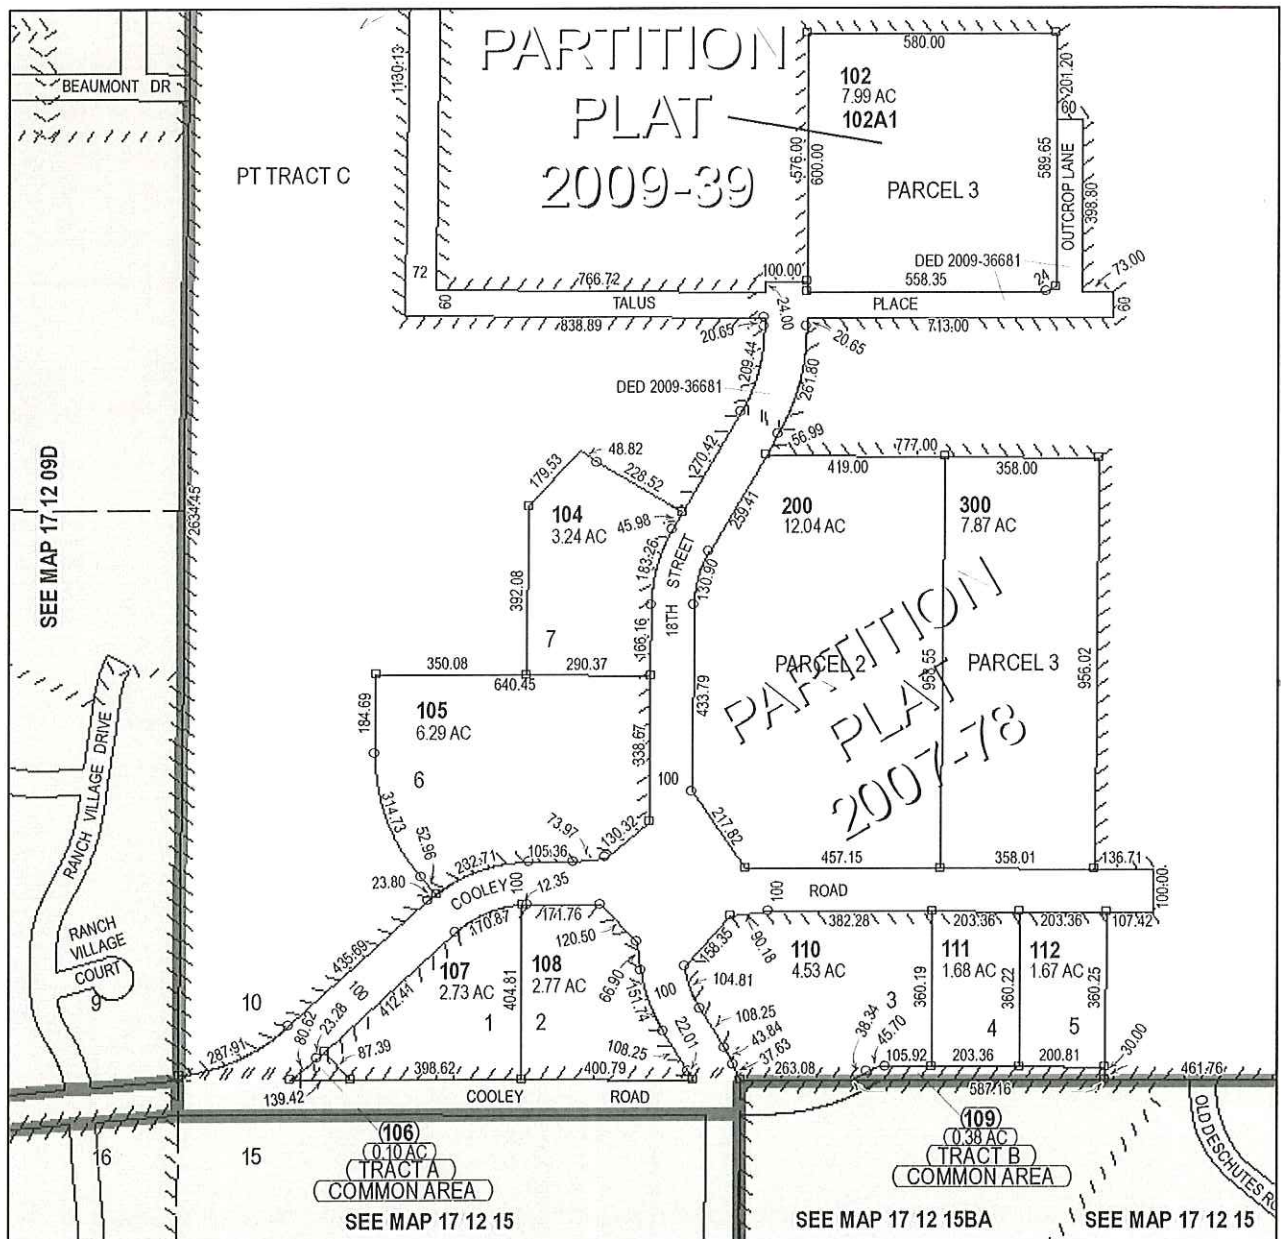 BEAUMONT DR
PT TRACT C
1130.13
PARTITION
PLAT
2009-39
580.00
102
7.99 AC
102A1
576.00
600.00
PARCEL 3
201.20
60
589.65
OUTCROP LANE
398.80
DED 2009-36681
73.00
72
60
766.72
100.00
558.35
24
TALUS
PLACE
60
24.00
838.89
713.00
20.65
20.65
209.44
261.80
DED 2009-36681
56.99
777.00
419.00
358.00
48.82
179.53
228.52
270.42
259.41
SEE MAP 17 12 09D
2634.45
104
3.24 AC
45.98
200
12.04 AC
300
7.87 AC
183.26
18TH STREET
130.90
392.08
7
166.16
PARTITION
PLAT
2007-78
PARCEL 2
PARCEL 3
956.02
350.08
290.37
640.45
433.79
184.69
105
6.29 AC
6
338.67
100
314.73
217.82
RANCH VILLAGE DRIVE
52.96
73.97
130.32
23.80
232.71
105.36
457.15
358.01
136.71
COOLEY
100
12.35
ROAD
100
100.00
170.87
171.76
382.28
203.36
203.36
107.42
RANCH
VILLAGE
COURT
9
435.69
120.50
158.35
90.18
107
2.73 AC
108
2.77 AC
110
4.53 AC
111
1.68 AC
112
1.67 AC
10
100
412.41
404.81
66.90
151.74
100
104.81
360.19
360.22
360.25
80.62
23.28
1
2
22.01
108.25
3
4
5
287.91
87.39
108.25
43.84
37.63
38.34
45.70
30.00
398.62
400.79
263.08
105.92
203.36
200.81
461.76
139.42
COOLEY
ROAD
587.16
16
15
106
0.10 AC
TRACT A
COMMON AREA
109
0.38 AC
TRACT B
COMMON AREA
SEE MAP 17 12 15
SEE MAP 17 12 15BA
SEE MAP 17 12 15